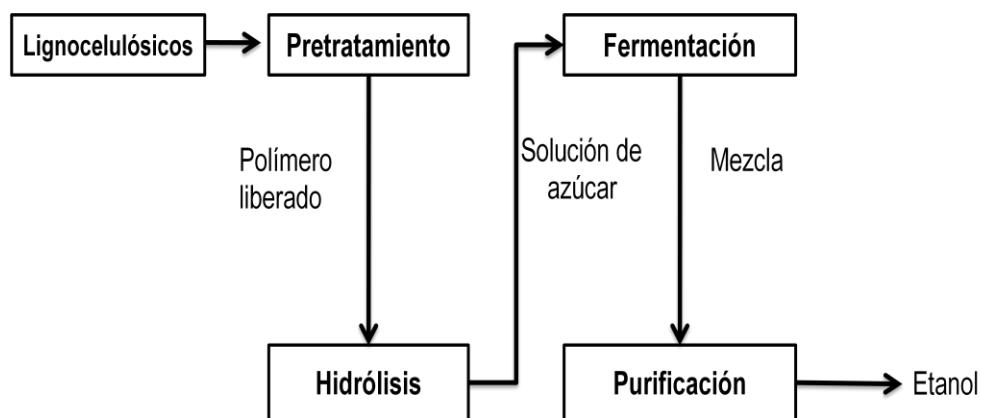 Lignocelulósicos
Pretratamiento
Fermentación
Polímero
liberado
Solución de
azúcar
Mezcla
Hidrólisis
Purificación
Etanol